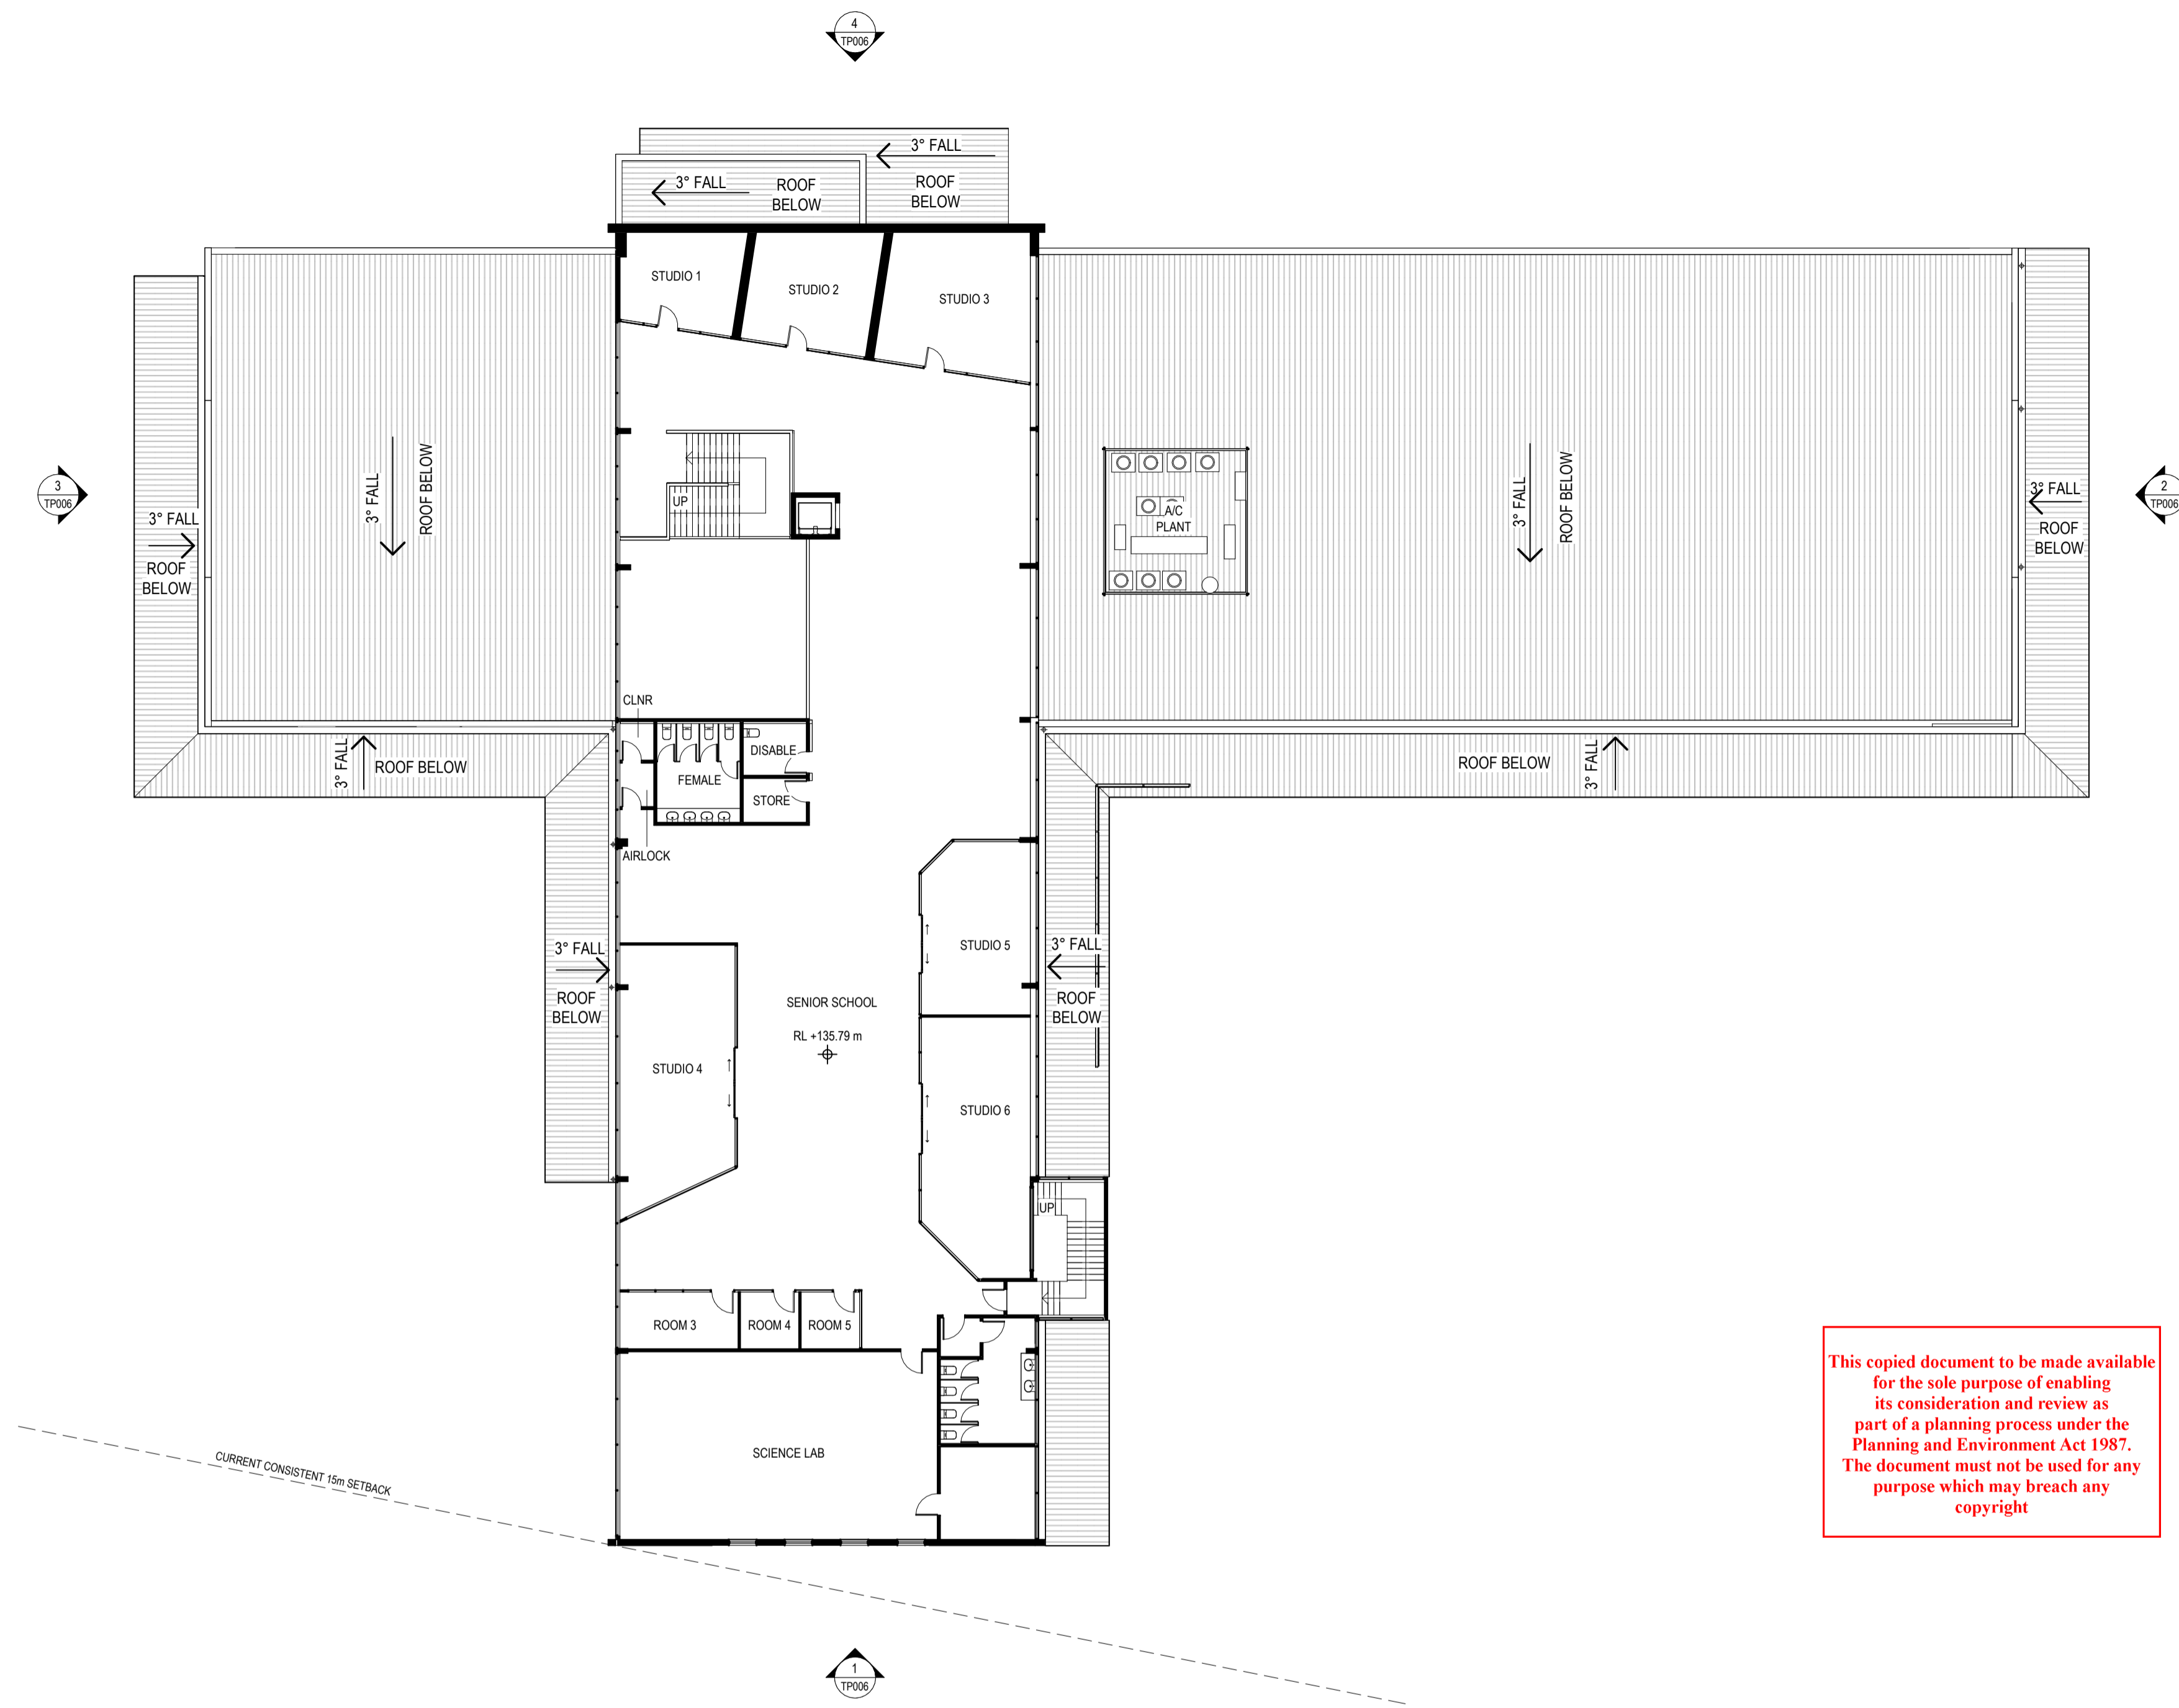 4
TP006
3° FALL
ROOF
BELOW
3° FALL
ROOF
BELOW
STUDIO 1
STUDIO 2
STUDIO 3
3
TP006
3° FALL
ROOF
BELOW
3° FALL
ROOF BELOW
UP
A/C
PLANT
3° FALL
ROOF BELOW
3° FALL
ROOF
BELOW
2
TP006
CLNR
DISABLE
FEMALE
STORE
AIRLOCK
3° FALL
ROOF BELOW
ROOF BELOW
3° FALL
3° FALL
ROOF
BELOW
STUDIO 5
3° FALL
ROOF
BELOW
SENIOR SCHOOL
RL +135.79 m
STUDIO 4
STUDIO 6
UP
ROOM 3
ROOM 4
ROOM 5
SCIENCE LAB
CURRENT CONSISTENT 15m SETBACK
1
TP006
This copied document to be made available
for the sole purpose of enabling
its consideration and review as
part of a planning process under the
Planning and Environment Act 1987.
The document must not be used for any
purpose which may breach any
copyright